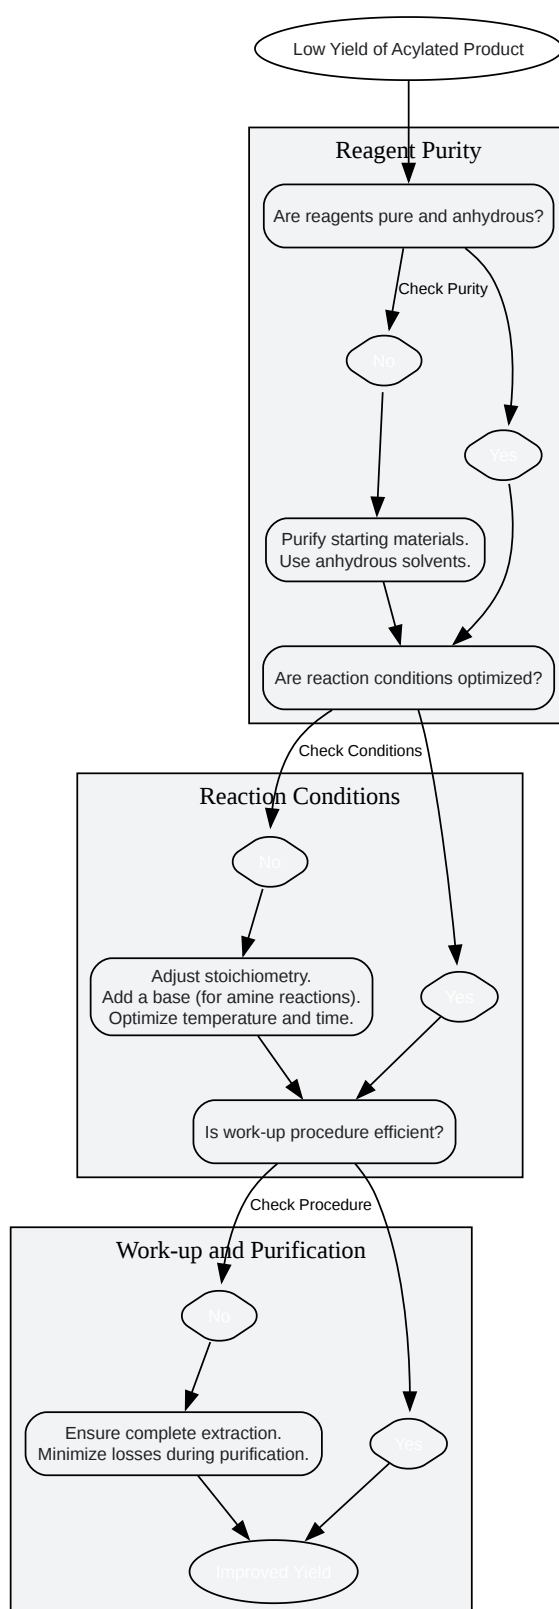 Low Yield of Acylated Product
Reagent Purity
Are reagents pure and anhydrous?
Check Purity
No
Yes
Purify starting materials.
Use anhydrous solvents.
Are reaction conditions optimized?
Check Conditions
Reaction Conditions
No
Adjust stoichiometry.
Add a base (for amine reactions).
Optimize temperature and time.
Yes
Is work-up procedure efficient?
Check Procedure
Work-up and Purification
No
Ensure complete extraction.
Minimize losses during purification.
Yes
Improved Yield